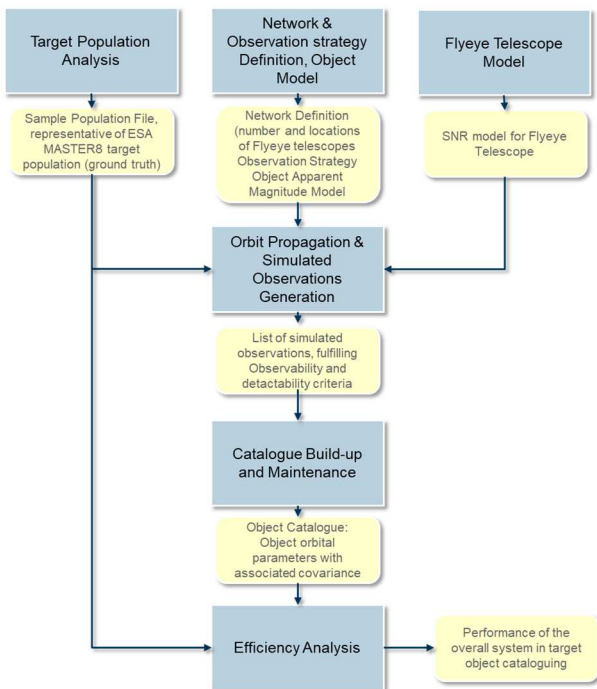 Target Population
Analysis
Network &
Observation strategy
Definition, Object
Model
Flyeye Telescope
Model
Sample Population File,
representative of ESA
MASTER8 target
population (ground truth)
Network Definition
(number and locations
of Flyeye telescopes
Observation Strategy
Object Apparent
Magnitude Model
SNR model for Flyeye
Telescope
Orbit Propagation &
Simulated
Observations
Generation
List of simulated
observations, fulfilling
Observability and
detactability criteria
Catalogue Build-up
and Maintenance
Object Catalogue:
Object orbital
parameters with
associated covariance
Efficiency Analysis
Performance of the
overall system in target
object cataloguing